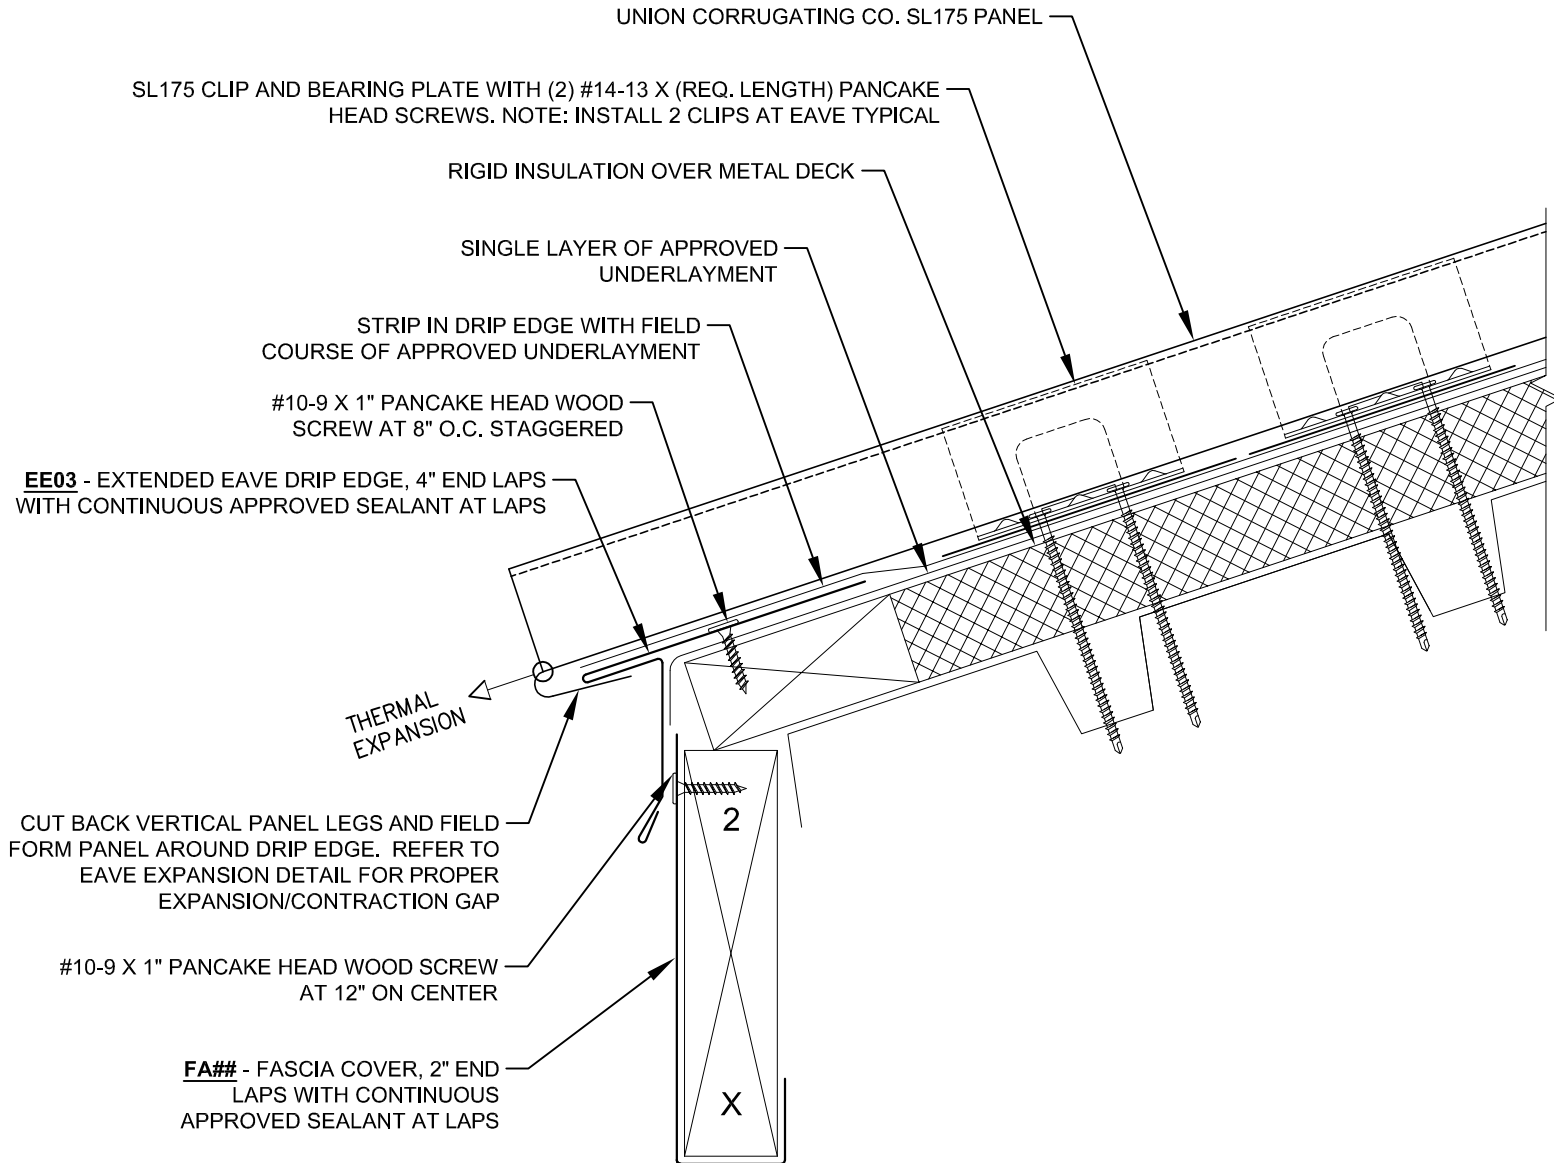 UNION CORRUGATING CO. SL175 PANEL
SL175 CLIP AND BEARING PLATE WITH (2) #14-13 X (REQ. LENGTH) PANCAKE
HEAD SCREWS. NOTE: INSTALL 2 CLIPS AT EAVE TYPICAL
RIGID INSULATION OVER METAL DECK
SINGLE LAYER OF APPROVED
UNDERLAYMENT
STRIP IN DRIP EDGE WITH FIELD
COURSE OF APPROVED UNDERLAYMENT
#10-9 X 1" PANCAKE HEAD WOOD
SCREW AT 8" O.C. STAGGERED
EE03 - EXTENDED EAVE DRIP EDGE, 4" END LAPS
WITH CONTINUOUS APPROVED SEALANT AT LAPS
THERMAL
EXPANSION
CUT BACK VERTICAL PANEL LEGS AND FIELD
FORM PANEL AROUND DRIP EDGE. REFER TO
EAVE EXPANSION DETAIL FOR PROPER
EXPANSION/CONTRACTION GAP
2
#10-9 X 1" PANCAKE HEAD WOOD SCREW
AT 12" ON CENTER
FA## - FASCIA COVER, 2" END
LAPS WITH CONTINUOUS
APPROVED SEALANT AT LAPS
X